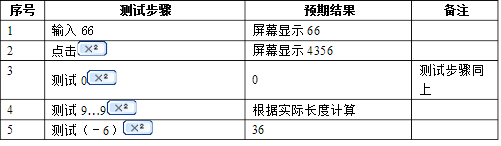 序号 测试步骤 预期结果 备注
1 输入 66 屏幕显示 66
2 点击 X² 屏幕显示 4356
3 测试 0 X² 0 测试步骤同上
4 测试 9…9 X² 根据实际长度计算
5 测试（-6） X² 36